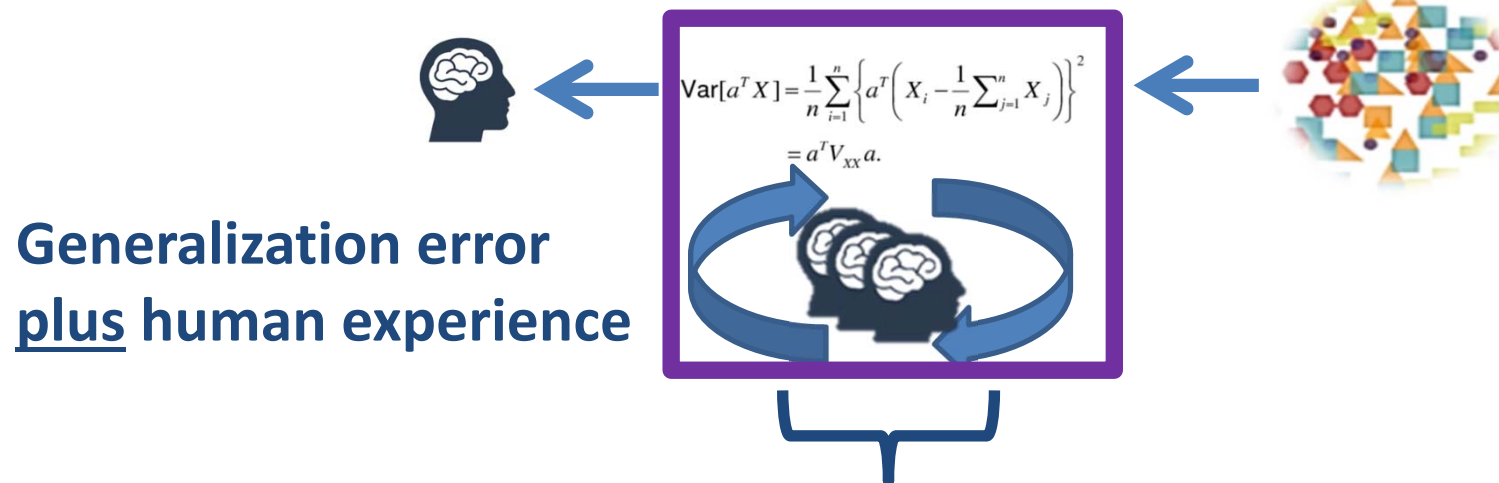 Var[a^T X] = \frac{1}{n} \sum_{i=1}^{n} \left\{ a^T \left( X_i - \frac{1}{n} \sum_{j=1}^{n} X_j \right) \right\}^2
= a^T V_{XX} a.
Generalization error
plus human experience